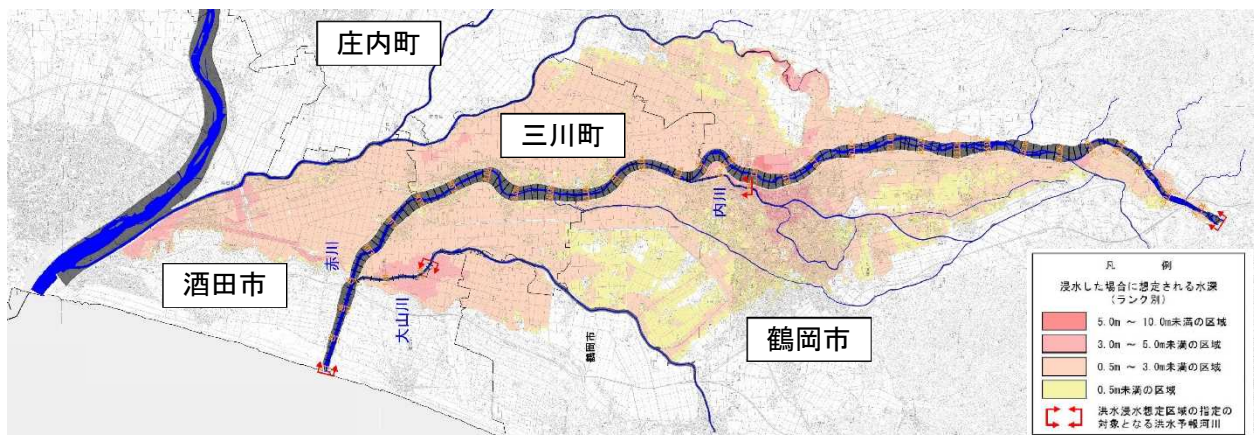 庄内町
三川町
内川
赤川
酒田市
大山川
鶴岡市
鶴岡市
凡 例
浸水した場合に想定される水深
(ランク別)
5.0m ～ 10.0m未満の区域
3.0m ～ 5.0m未満の区域
0.5m ～ 3.0m未満の区域
0.5m未満の区域
洪水浸水想定区域の指定の
対象となる洪水予報河川